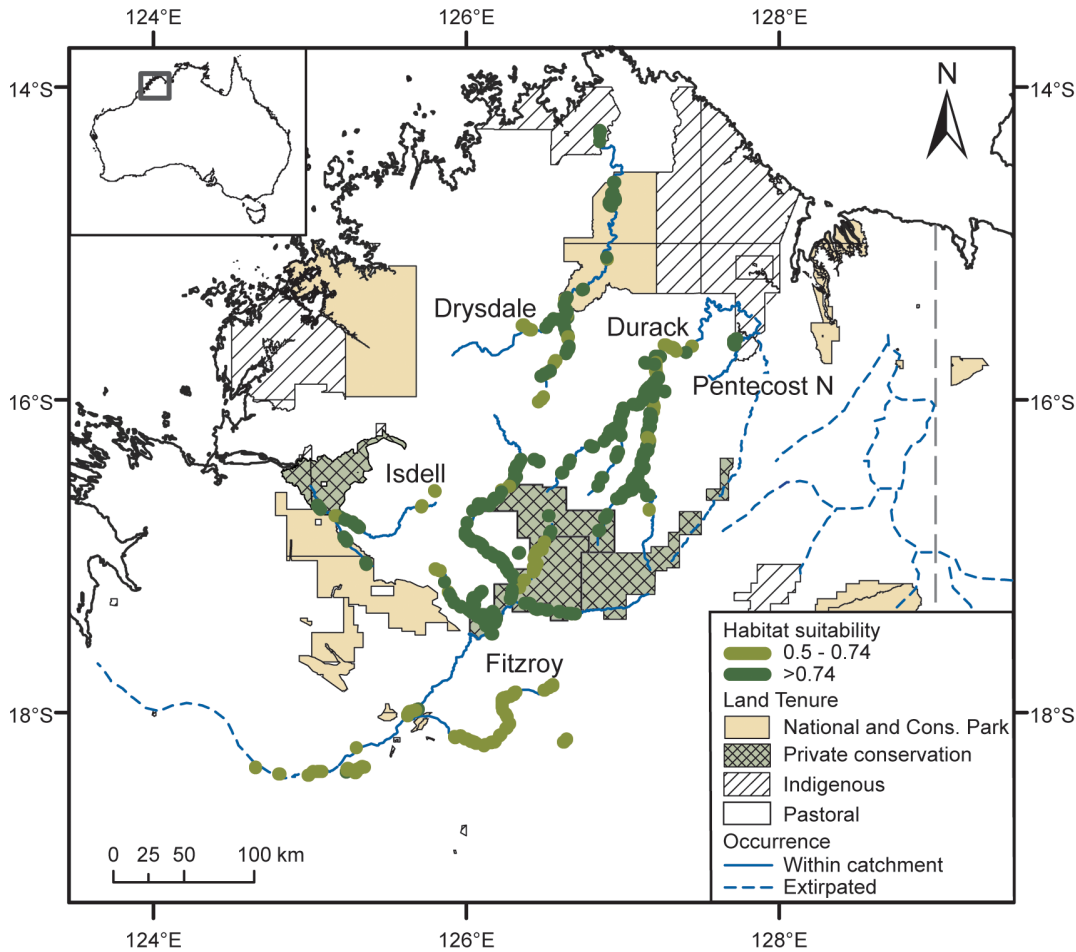 124°E 126°E 128°E
14°S 14°S
N
Drysdale
Durack
Pentecost N
16°S 16°S
Isdell
Fitzroy
18°S 18°S
Habitat suitability
0.5 - 0.74
>0.74
Land Tenure
National and Cons. Park
Private conservation
Indigenous
Pastoral
Occurrence
Within catchment
Extirpated
0 25 50 100 km
124°E 126°E 128°E